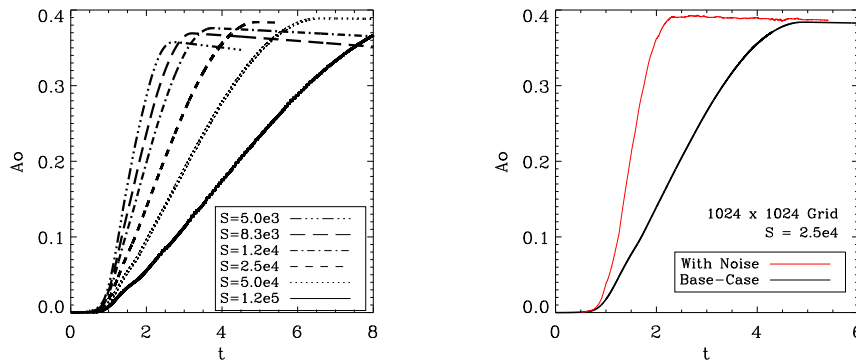 0.4
0.3
0.2
0.1
0.0
Ao
0 2 4 6 8
t
S=5.0e3
S=8.3e3
S=1.2e4
S=2.5e4
S=5.0e4
S=1.2e5
0.4
0.3
0.2
0.1
0.0
Ao
0 2 4 6
t
1024 x 1024 Grid
S = 2.5e4
With Noise
Base-Case